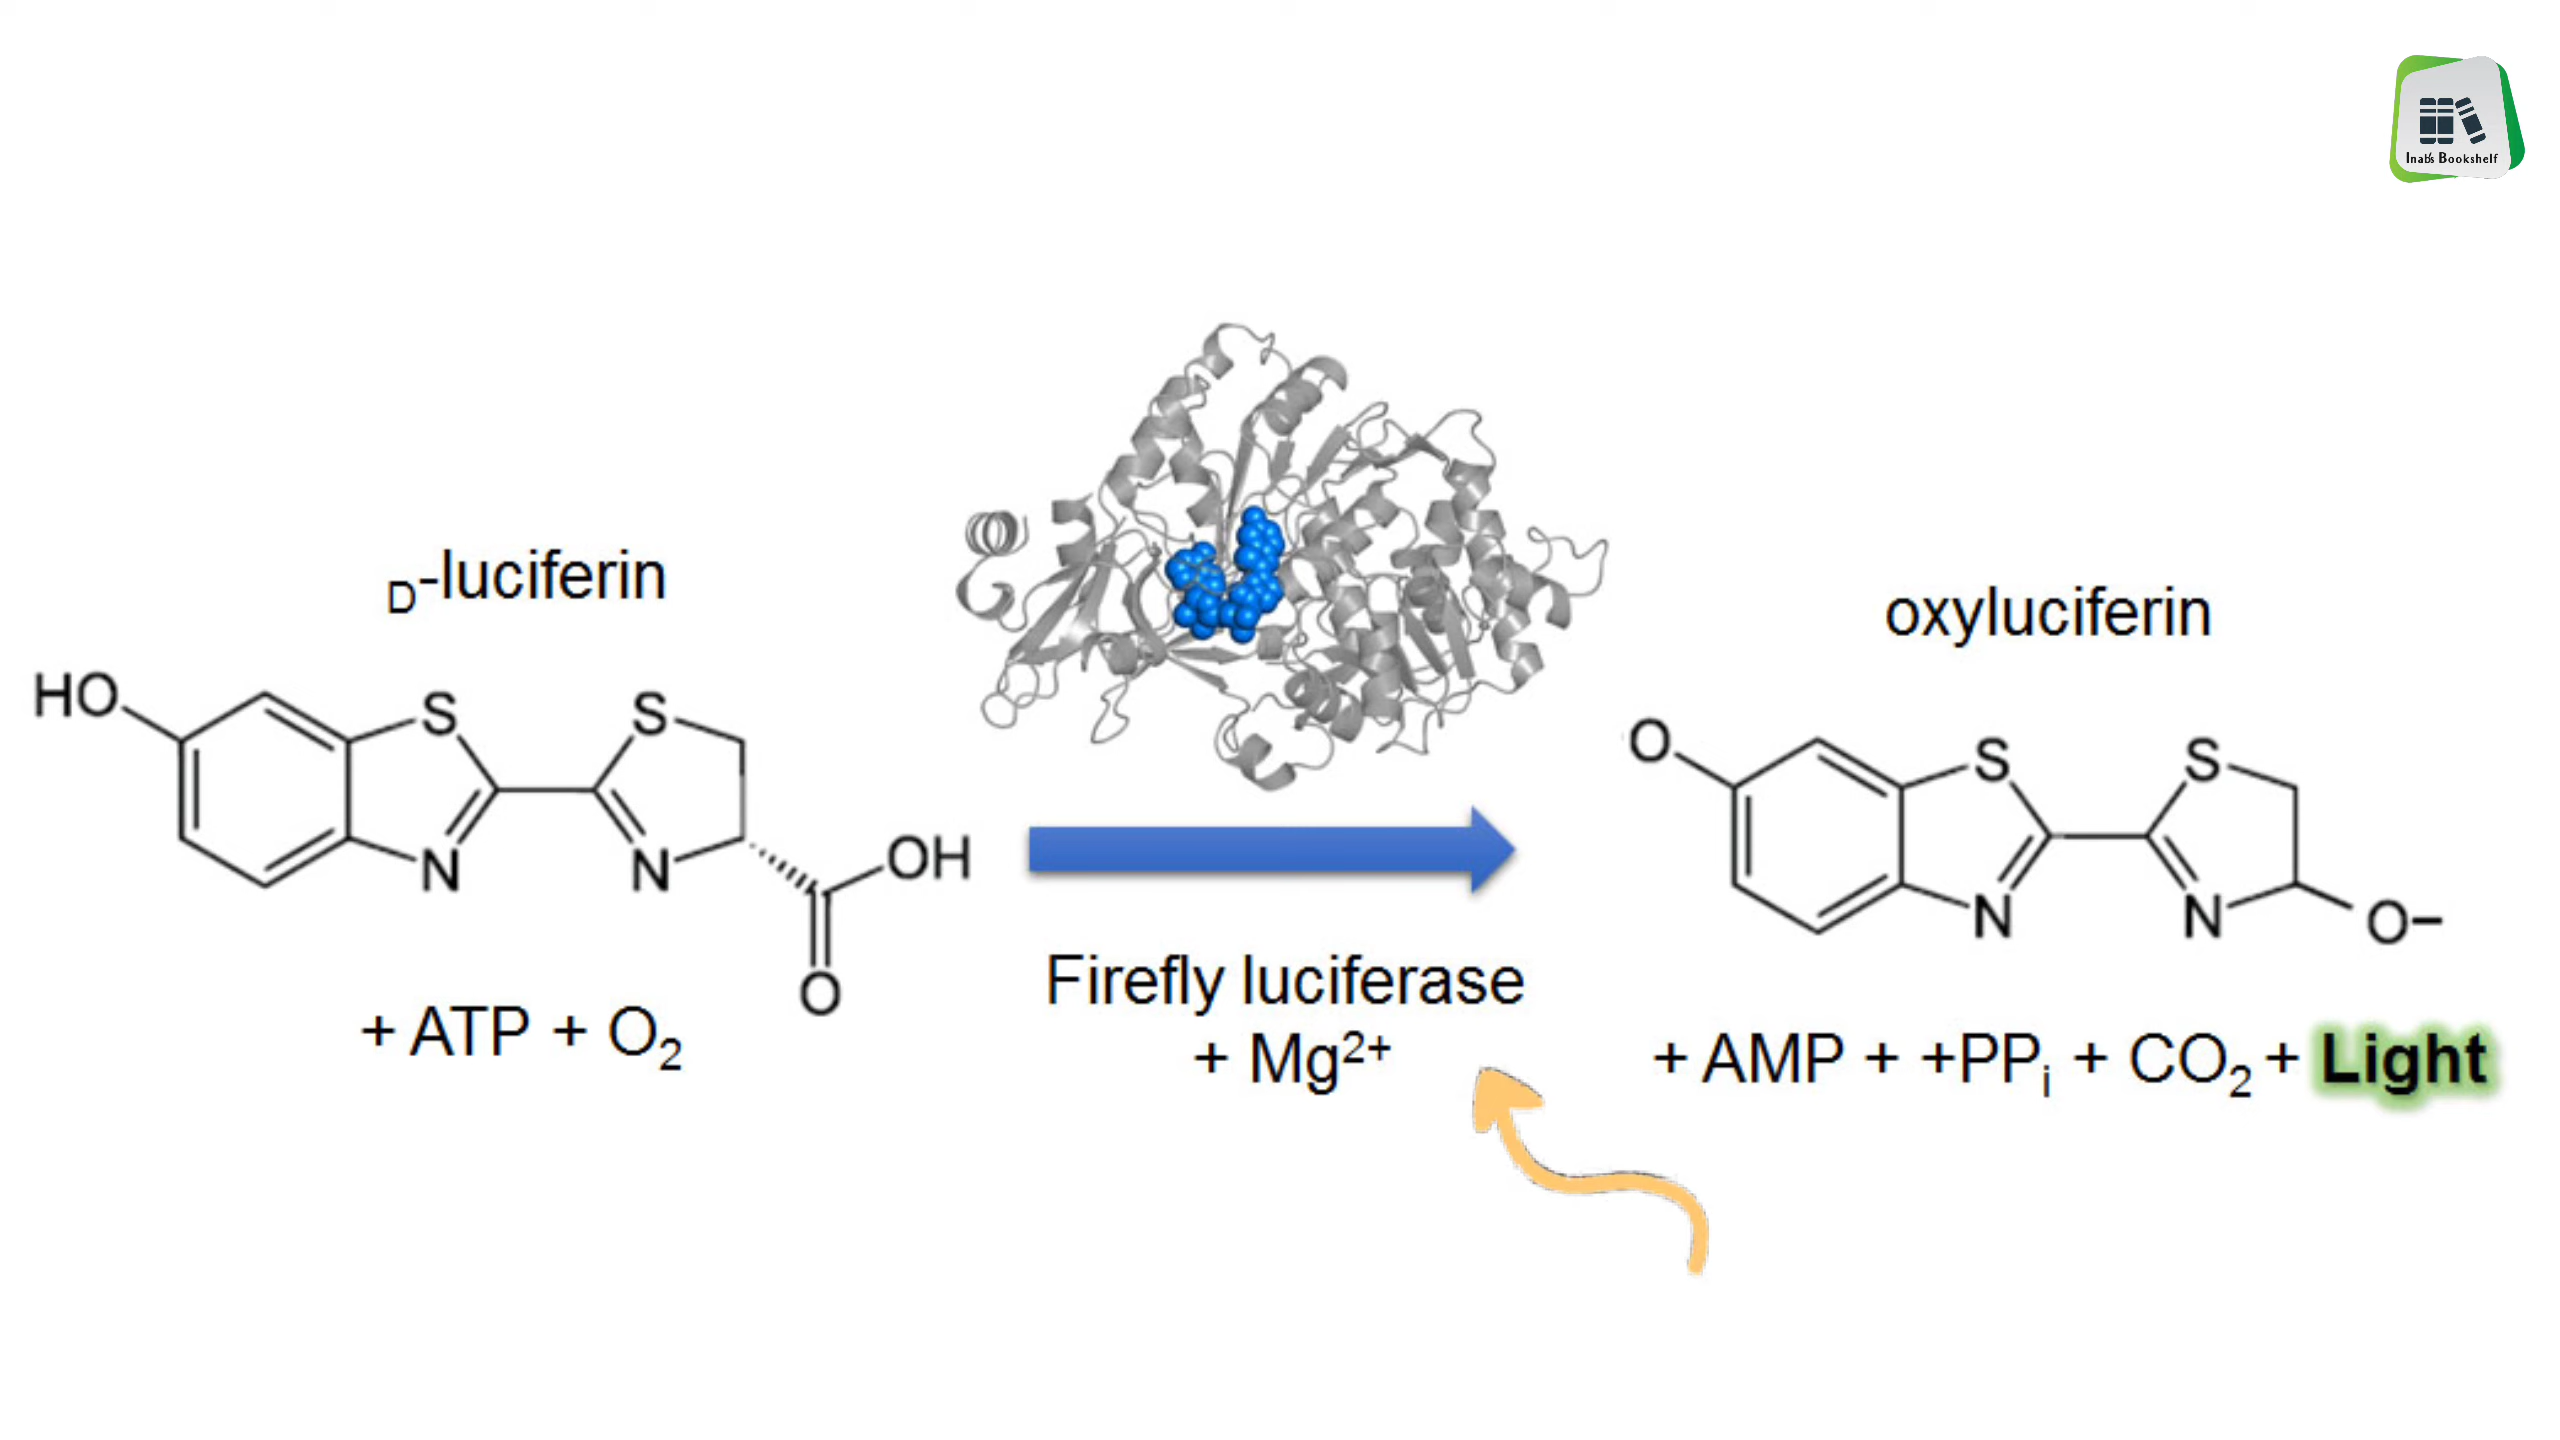 Inab's Bookshelf
D-luciferin
HO
S
S
N
N
OH
O
+ ATP + O2
Firefly luciferase
+ Mg2+
oxyluciferin
O
S
S
N
N
O–
+ AMP + +PPi + CO2 + Light